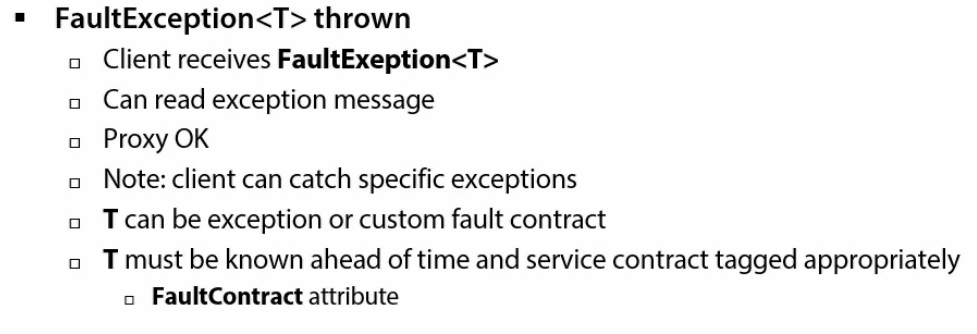 FaultException<T> thrown
Client receives FaultExeption<T>
Can read exception message
Proxy OK
Note: client can catch specific exceptions
T can be exception or custom fault contract
T must be known ahead of time and service contract tagged appropriately
FaultContract attribute